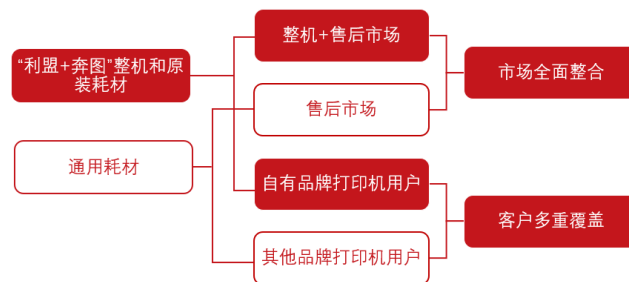 “利盟+奔图”整机和原
装耗材
通用耗材
整机+售后市场
售后市场
自有品牌打印机用户
其他品牌打印机用户
市场全面整合
客户多重覆盖